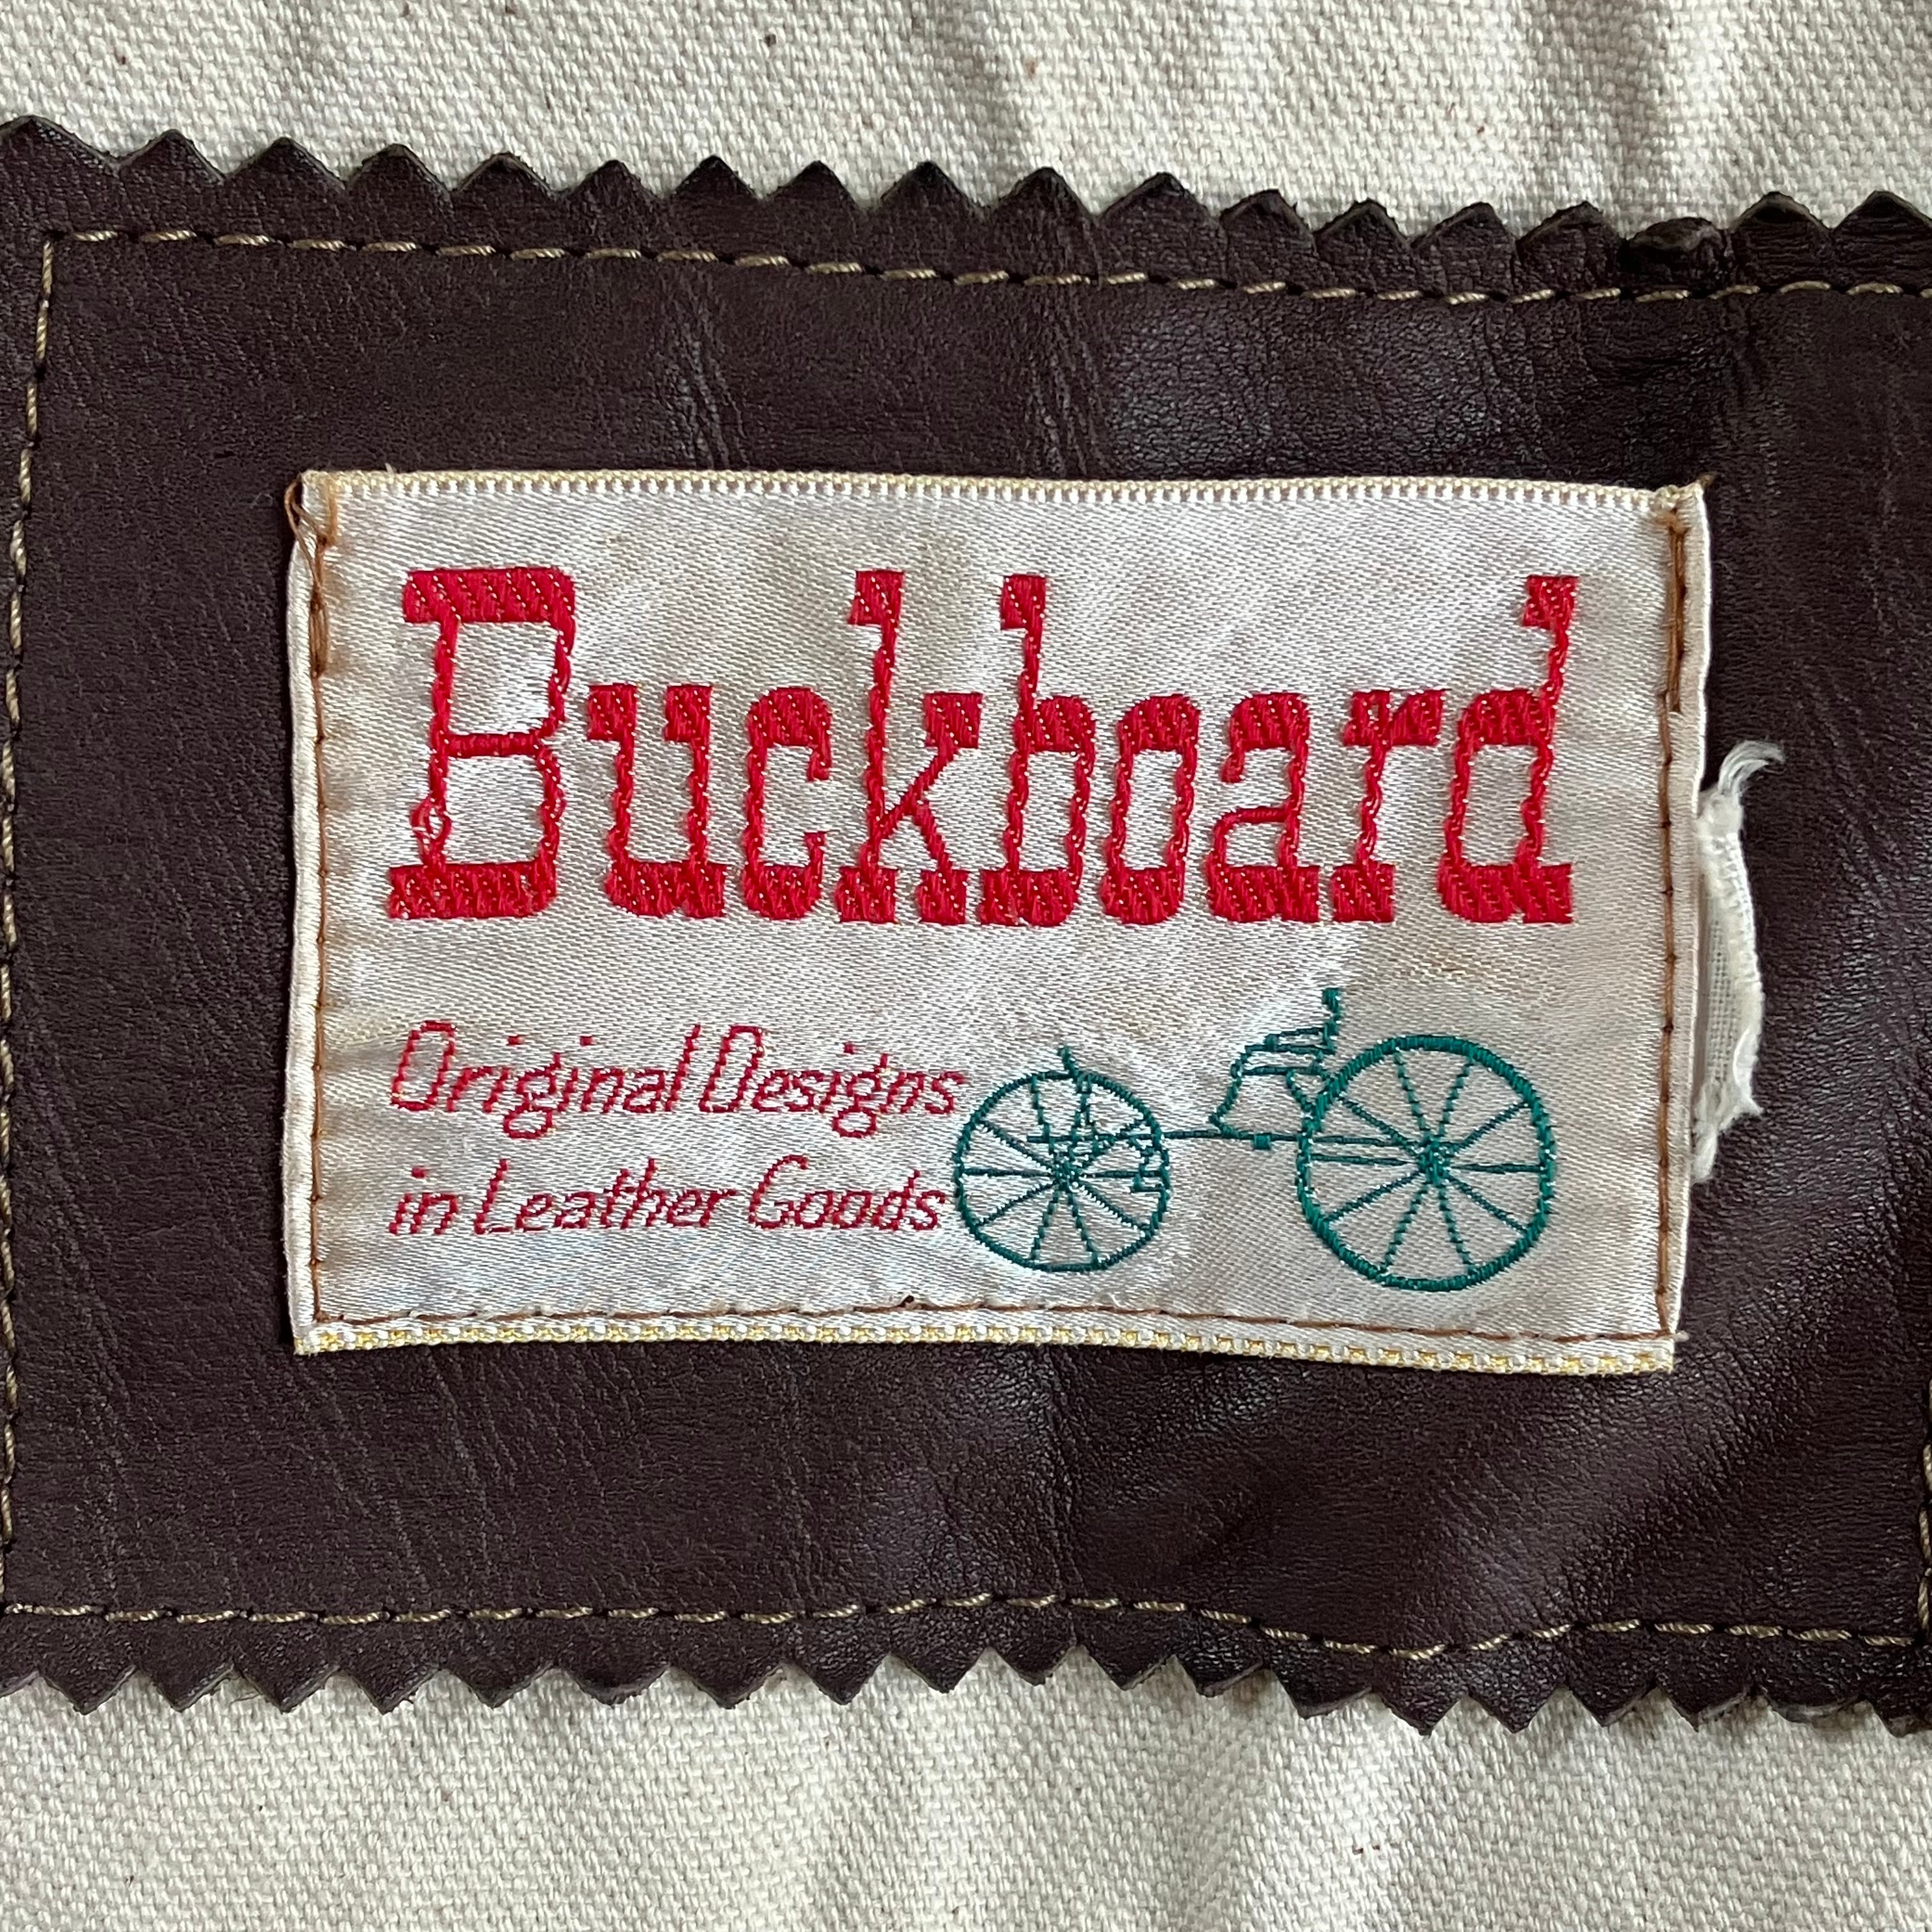 Buckboard
Original Designs
in Leather Goods